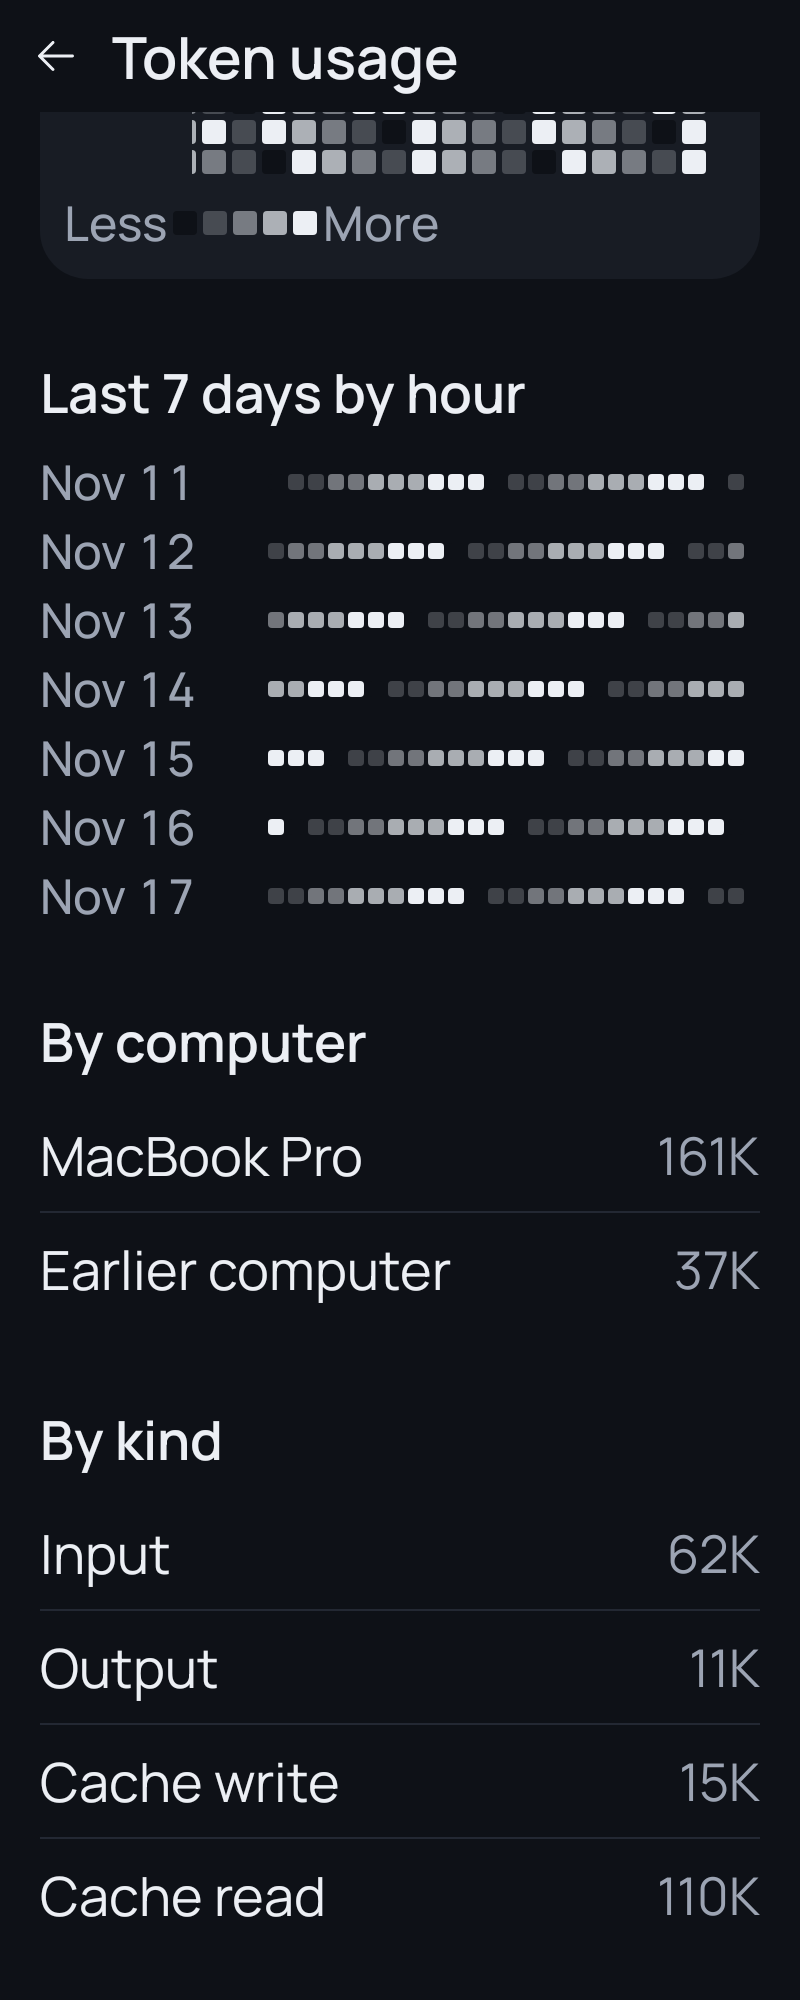 Token usage
Less More
Last 7 days by hour
Nov 11
Nov 12
Nov 13
Nov 14
Nov 15
Nov 16
Nov 17
By computer
MacBook Pro 161K
Earlier computer 37K
By kind
Input 62K
Output 11K
Cache write 15K
Cache read 110K